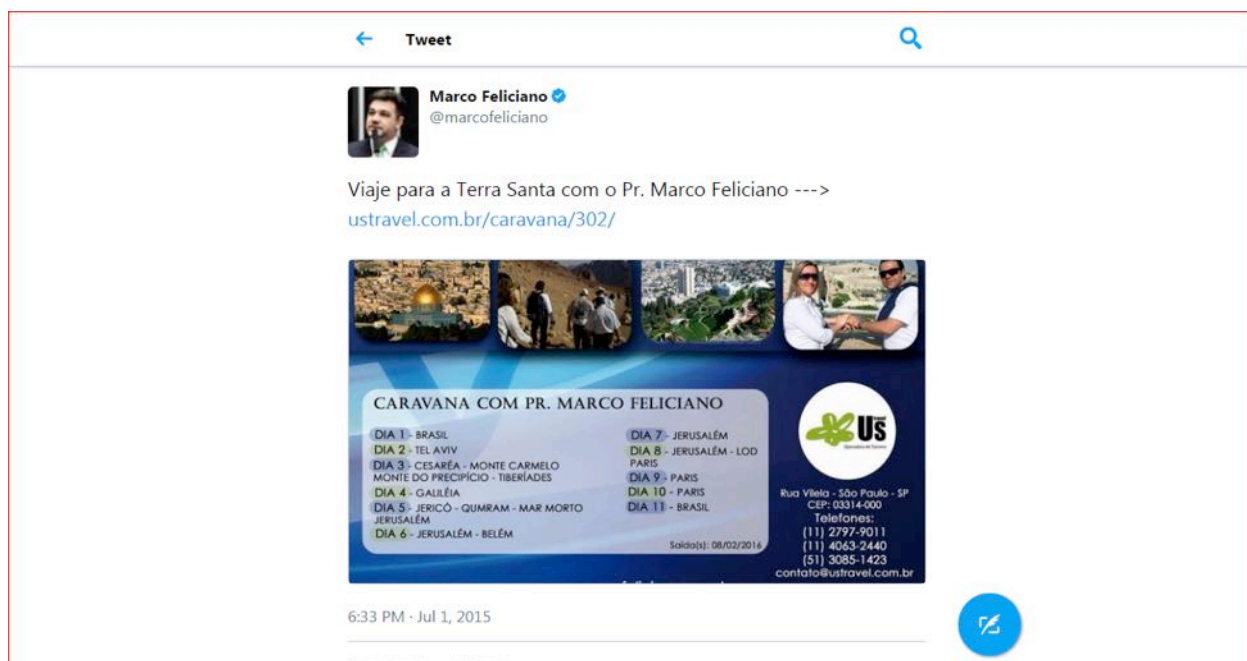 Tweet
Marco Feliciano
@marcofeliciano
Viaje para a Terra Santa com o Pr. Marco Feliciano --->
ustravel.com.br/caravana/302/
CARAVANA COM PR. MARCO FELICIANO
DIA 1 - BRASIL
DIA 2 - TEL AVIV
DIA 3 - CESARÉA - MONTE CARMELO
MONTE DO PRECIPÍCIO - TIBERÍADES
DIA 4 - GALILÉIA
DIA 5 - JERICÓ - QUMRAM - MAR MORTO
JERUSALÉM
DIA 6 - JERUSALÉM - BELÉM
DIA 7 - JERUSALÉM
DIA 8 - JERUSALÉM - LOD
PARIS
DIA 9 - PARIS
DIA 10 - PARIS
DIA 11 - BRASIL
Saída(s): 08/02/2016
travel
Us
Operadora de Turismo
Rua Vilela - São Paulo - SP
CEP: 03314-000
Telefones:
(11) 2797-9011
(11) 4063-2440
(51) 3085-1423
contato@ustravel.com.br
6:33 PM · Jul 1, 2015